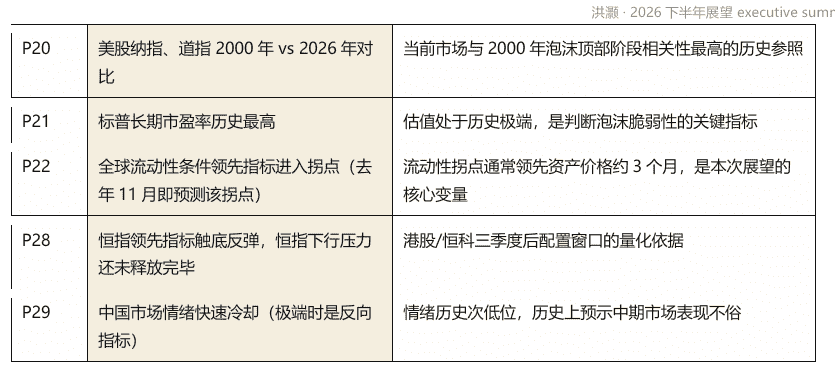 洪灏 · 2026 下半年展望 executive sumr
P20
美股纳指、道指 2000 年 vs 2026 年对
比
当前市场与 2000 年泡沫顶部阶段相关性最高的历史参照
P21
标普长期市盈率历史最高
估值处于历史极端，是判断泡沫脆弱性的关键指标
P22
全球流动性条件领先指标进入拐点（去
年 11 月即预测该拐点）
流动性拐点通常领先资产价格约 3 个月，是本次展望的
核心变量
P28
恒指领先指标触底反弹，恒指下行压力
还未释放完毕
港股/恒科三季度后配置窗口的量化依据
P29
中国市场情绪快速冷却（极端时是反向
指标）
情绪历史次低位，历史上预示中期市场表现不俗